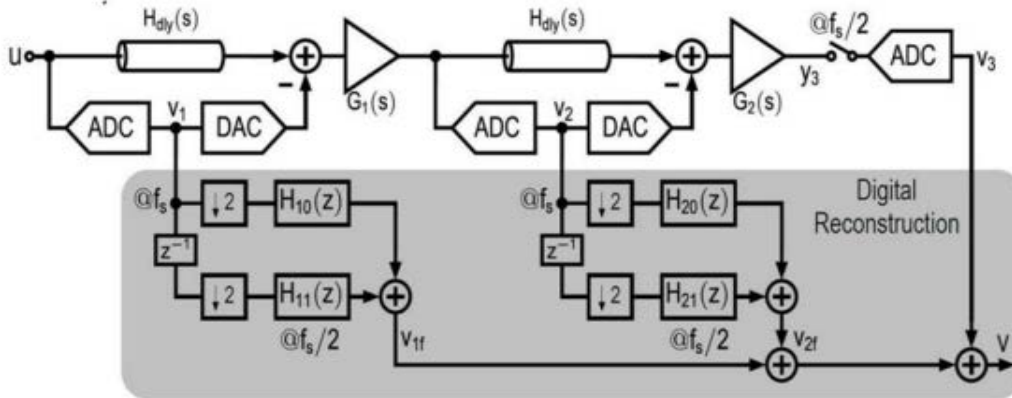 H_dly(s)
H_dly(s)
@f_s/2
u
ADC
v_3
y_3
G_1(s)
G_2(s)
v_1
v_2
ADC
DAC
ADC
DAC
Digital
Reconstruction
@f_s
↓2
H_10(z)
@f_s
↓2
H_20(z)
z^-1
z^-1
↓2
H_11(z)
↓2
H_21(z)
@f_s/2
v_1f
@f_s/2
v_2f
V